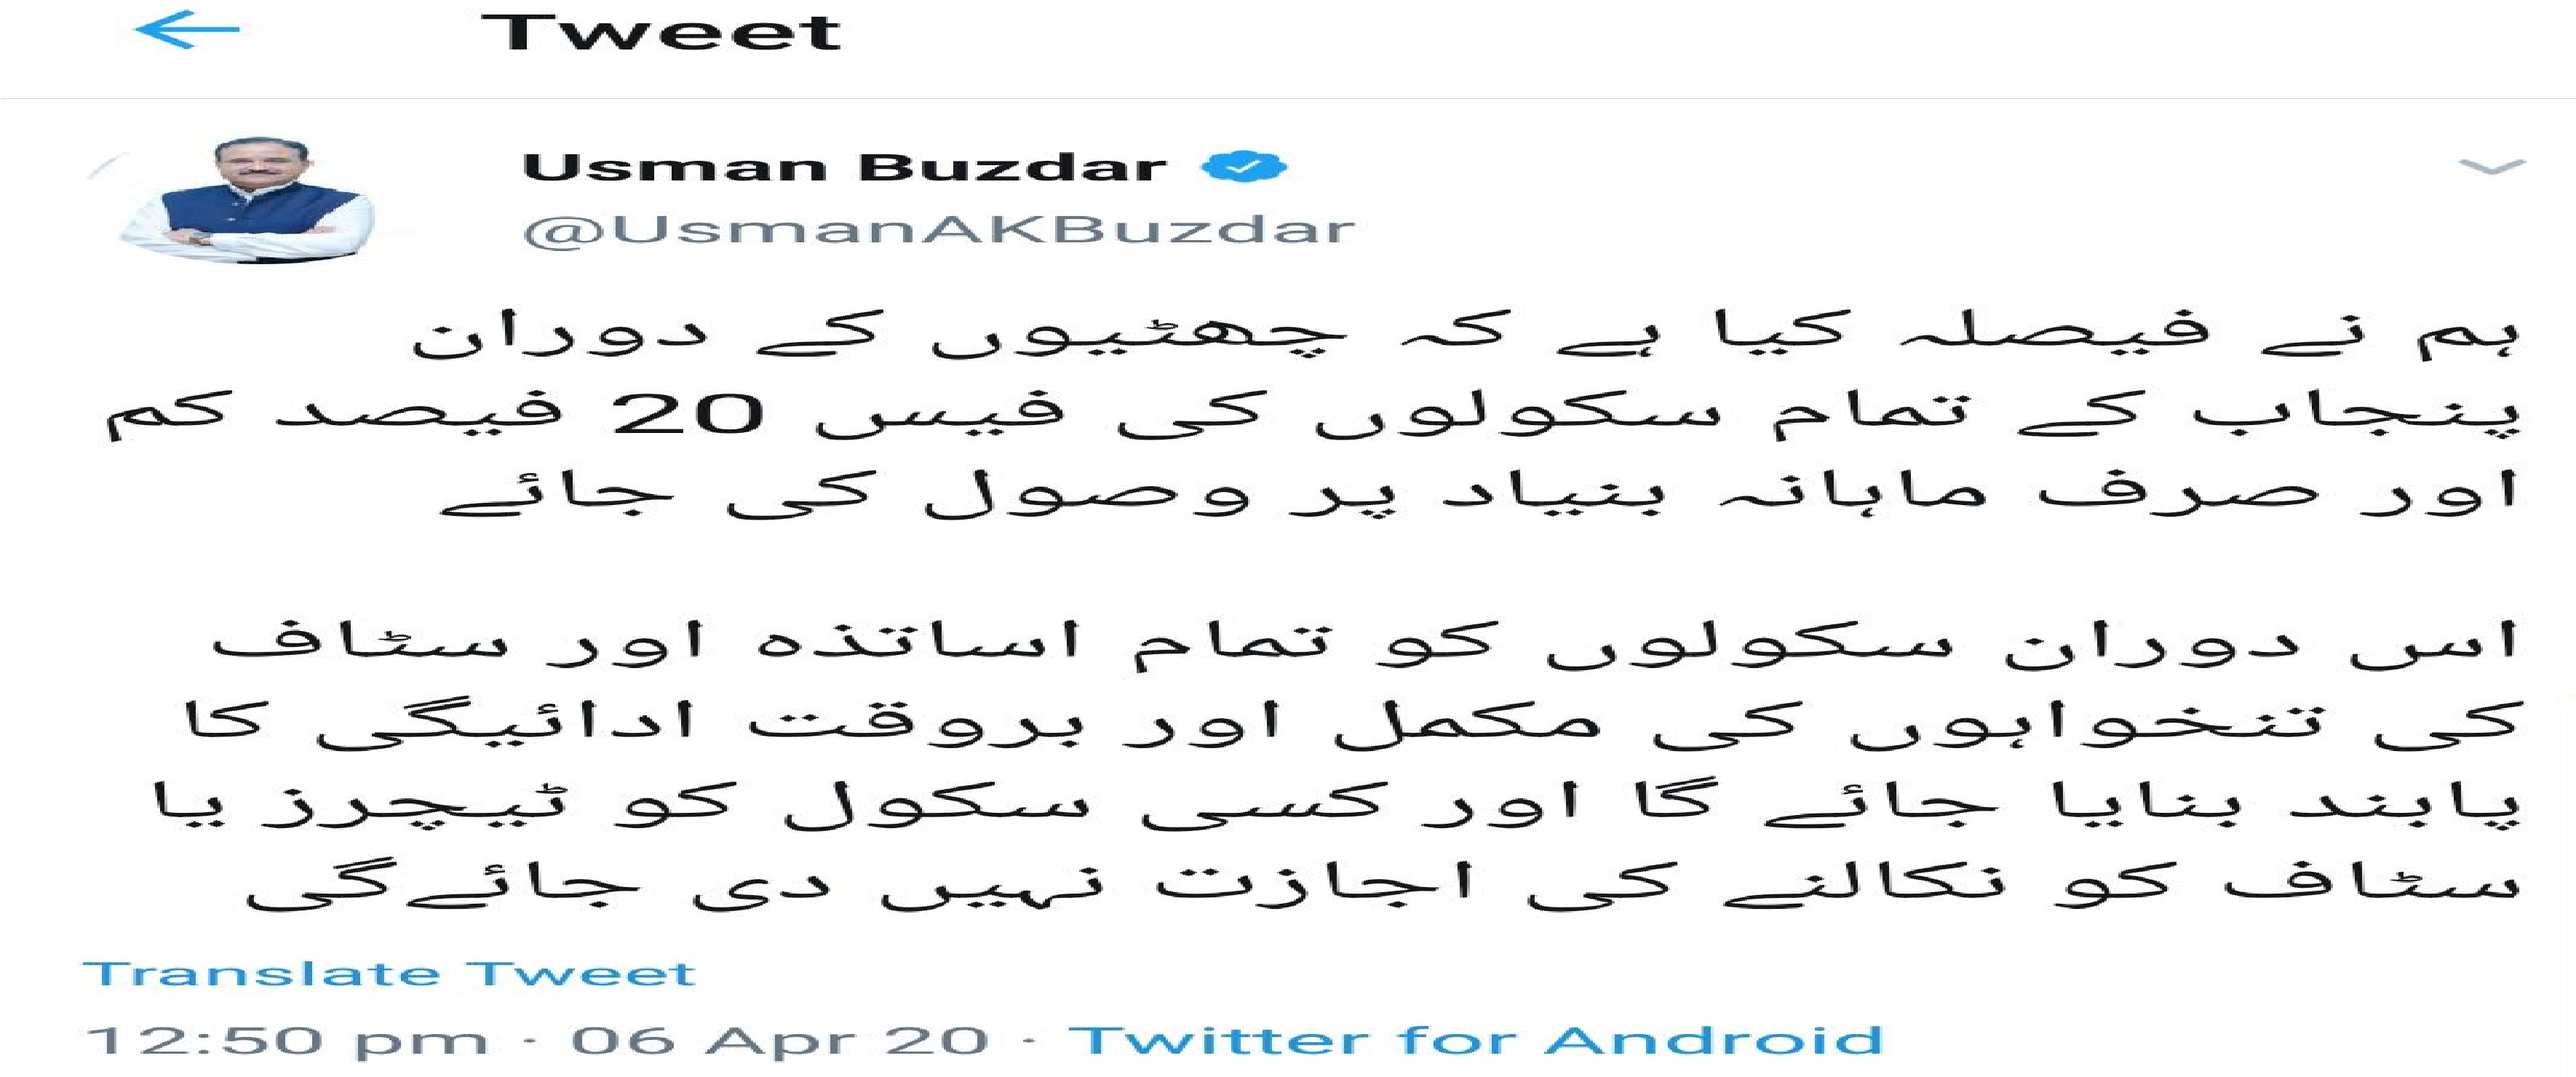 Tweet
Usman Buzdar
@UsmanAKBuzdar
ہم نے فیصلہ کیا ہے کہ چھٹیوں کے دوران
پنجاب کے تمام سکولوں کی فیس 20 فیصد کم
اور صرف ماہانہ بنیاد پر وصول کی جائے
اس دوران سکولوں کو تمام اساتذہ اور سٹاف
کی تنخواہوں کی مکمل اور بروقت ادائیگی کا
پابند بنایا جائے گا اور کسی سکول کو ٹیچرز یا
سٹاف کو نکالنے کی اجازت نہیں دی جائےگی
Translate Tweet
12:50 pm · 06 Apr 20 · Twitter for Android